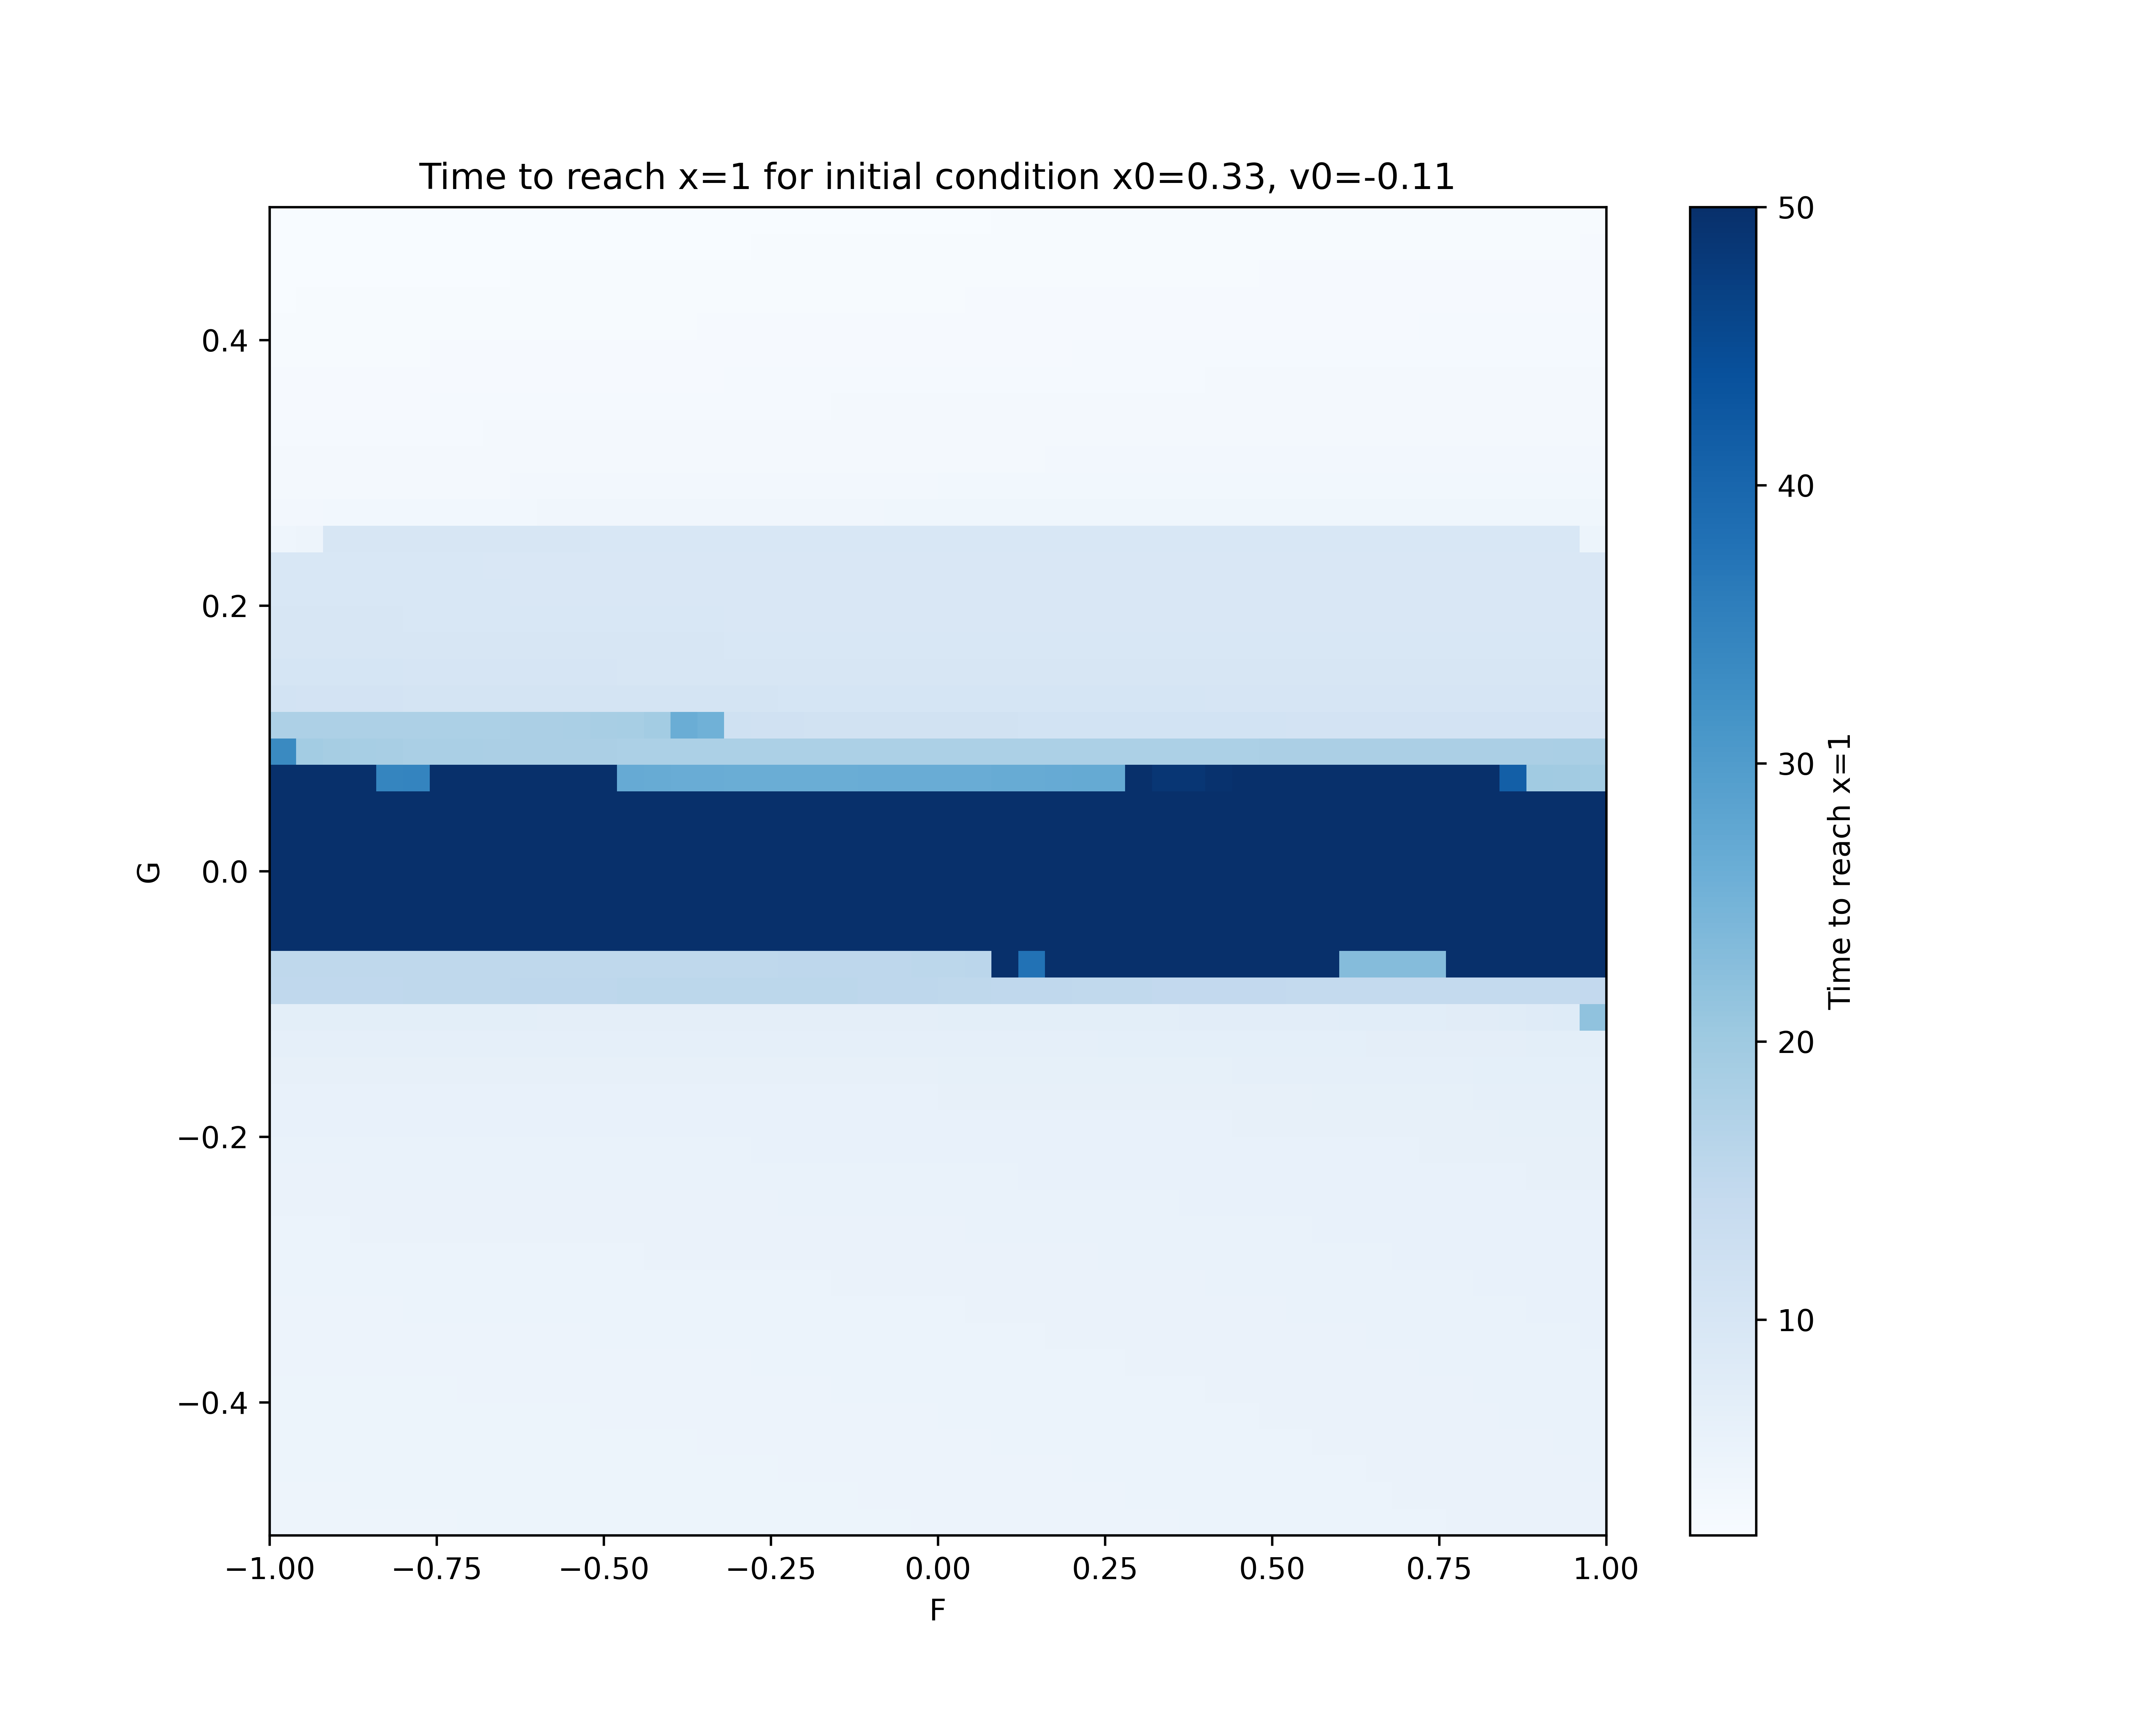 Time to reach x=1 for initial condition x0=0.33, v0=-0.11
G
0.4
0.2
0.0
−0.2
−0.4
−1.00 −0.75 −0.50 −0.25 0.00 0.25 0.50 0.75 1.00
F
50
40
30
20
10
Time to reach x=1